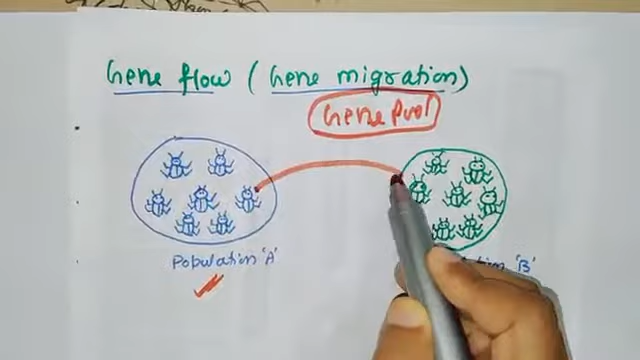 Gene flow (Gene migration)
Gene Pool
Population 'A'
'B'